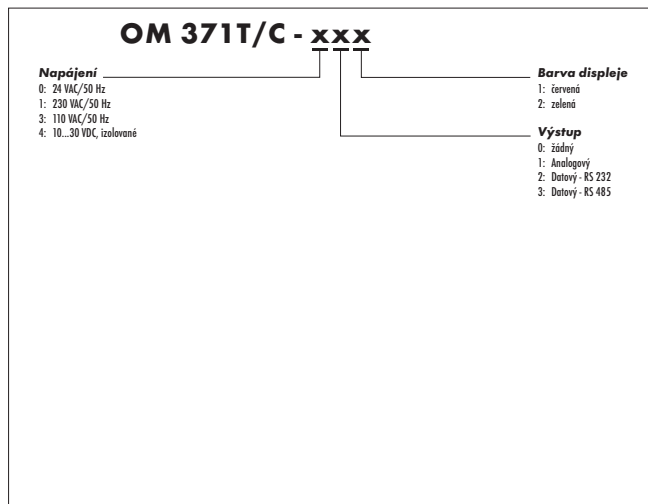 OM 371T/C - xxx
Napájení
0: 24 VAC/50 Hz
1: 230 VAC/50 Hz
3: 110 VAC/50 Hz
4: 10...30 VDC, izolované
Barva displeje
1: červená
2: zelená
Výstup
0: žádný
1: Analogový
2: Datový - RS 232
3: Datový - RS 485